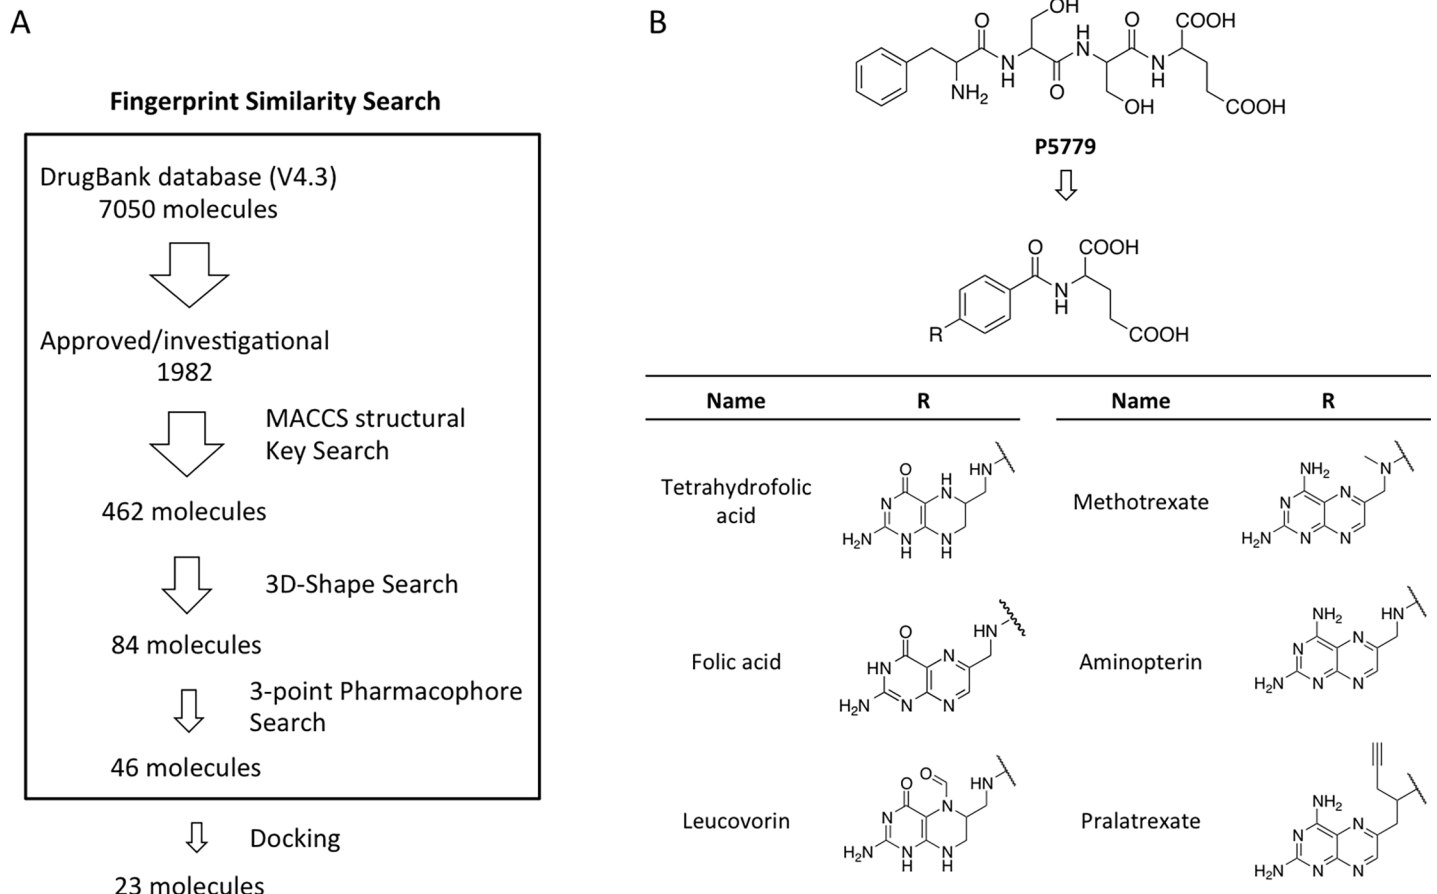 A
Fingerprint Similarity Search
DrugBank database (V4.3)
7050 molecules
Approved/investigational
1982
MACCS structural
Key Search
462 molecules
3D-Shape Search
84 molecules
3-point Pharmacophore
Search
46 molecules
Docking
23 molecules
B
O
OH
N
H
NH₂
O
H
N
OH
O
N
H
COOH
COOH
P5779
O
COOH
N
H
R
COOH
Name
R
Name
R
Tetrahydrofolic
acid
O
H
N
HN
N
H₂N
N
H
N
H
Methotrexate
NH₂
N
N
N
H₂N
N
N
Folic acid
O
HN
HN
N
H₂N
N
N
Aminopterin
NH₂
HN
N
N
H₂N
N
N
Leucovorin
O
O
HN
N
N
H₂N
N
H
N
H
Pralatrexate
NH₂
N
N
H₂N
N
N